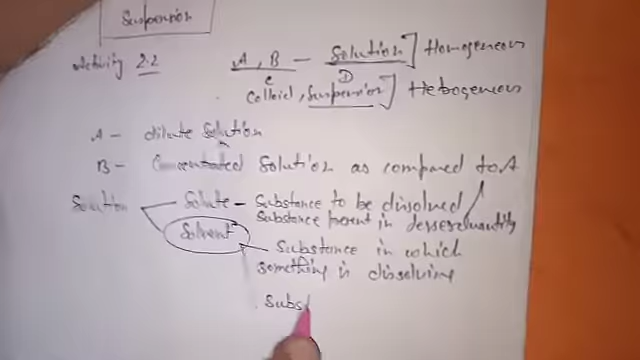 Suspension
Activity 2.2
A, B - Solution] Homogeneous
C D
Colloid, Suspension] Hetogeneous
A - dilute Solution
B - Concentrated Solution as compared to A
Solution Solute - Substance to be dissolved
Substance present in lesser quantity
Solvent - Substance in which
something is dissolving
Subs